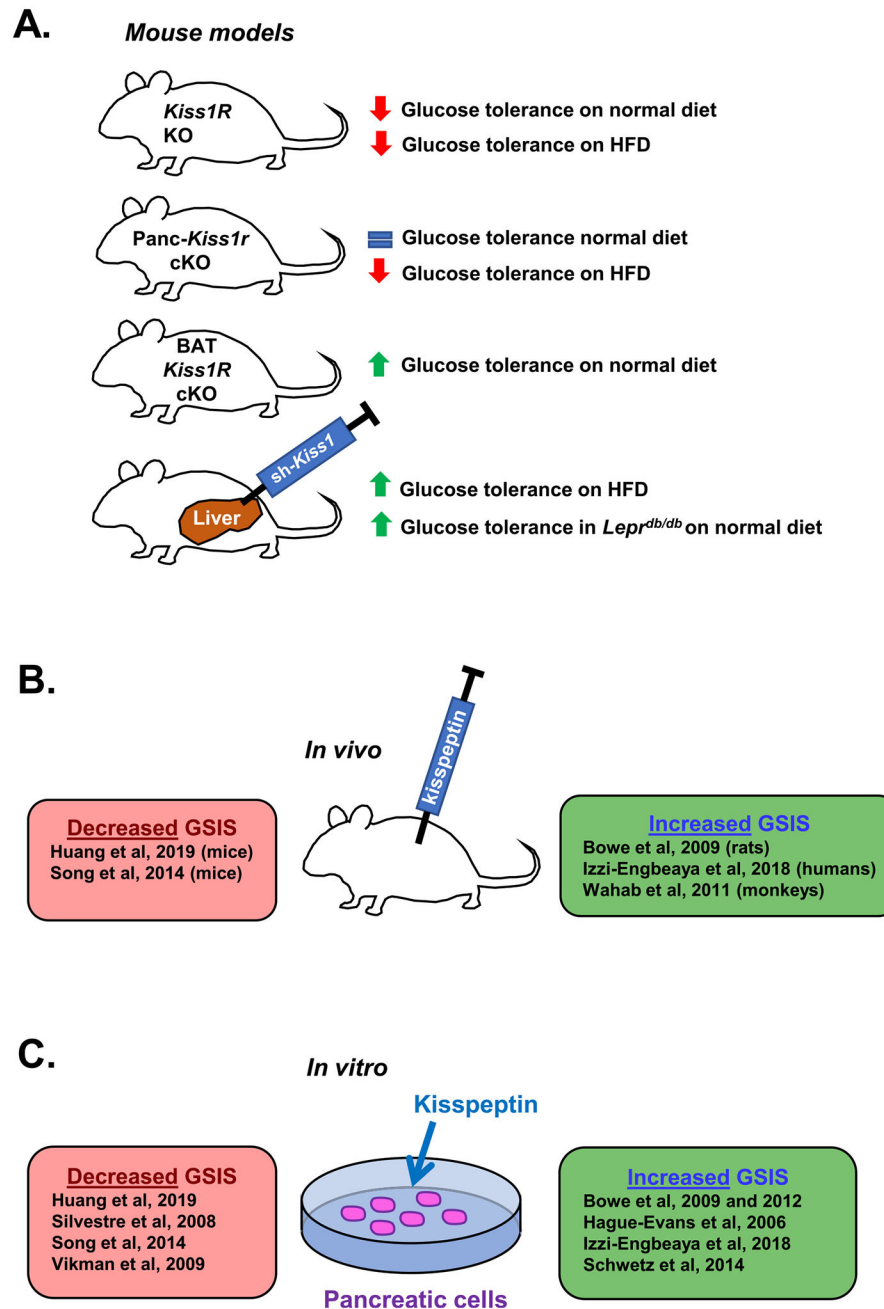 A.
Mouse models
Kiss1R
KO
Glucose tolerance on normal diet
Glucose tolerance on HFD
Panc-Kiss1r
cKO
Glucose tolerance normal diet
Glucose tolerance on HFD
BAT
Kiss1R
cKO
Glucose tolerance on normal diet
sh-Kiss1
Liver
Glucose tolerance on HFD
Glucose tolerance in Lepr^db/db on normal diet
B.
In vivo
kisspeptin
Decreased GSIS
Huang et al, 2019 (mice)
Song et al, 2014 (mice)
Increased GSIS
Bowe et al, 2009 (rats)
Izzi-Engbeaya et al, 2018 (humans)
Wahab et al, 2011 (monkeys)
C.
In vitro
Kisspeptin
Decreased GSIS
Huang et al, 2019
Silvestre et al, 2008
Song et al, 2014
Vikman et al, 2009
Increased GSIS
Bowe et al, 2009 and 2012
Hague-Evans et al, 2006
Izzi-Engbeaya et al, 2018
Schwetz et al, 2014
Pancreatic cells